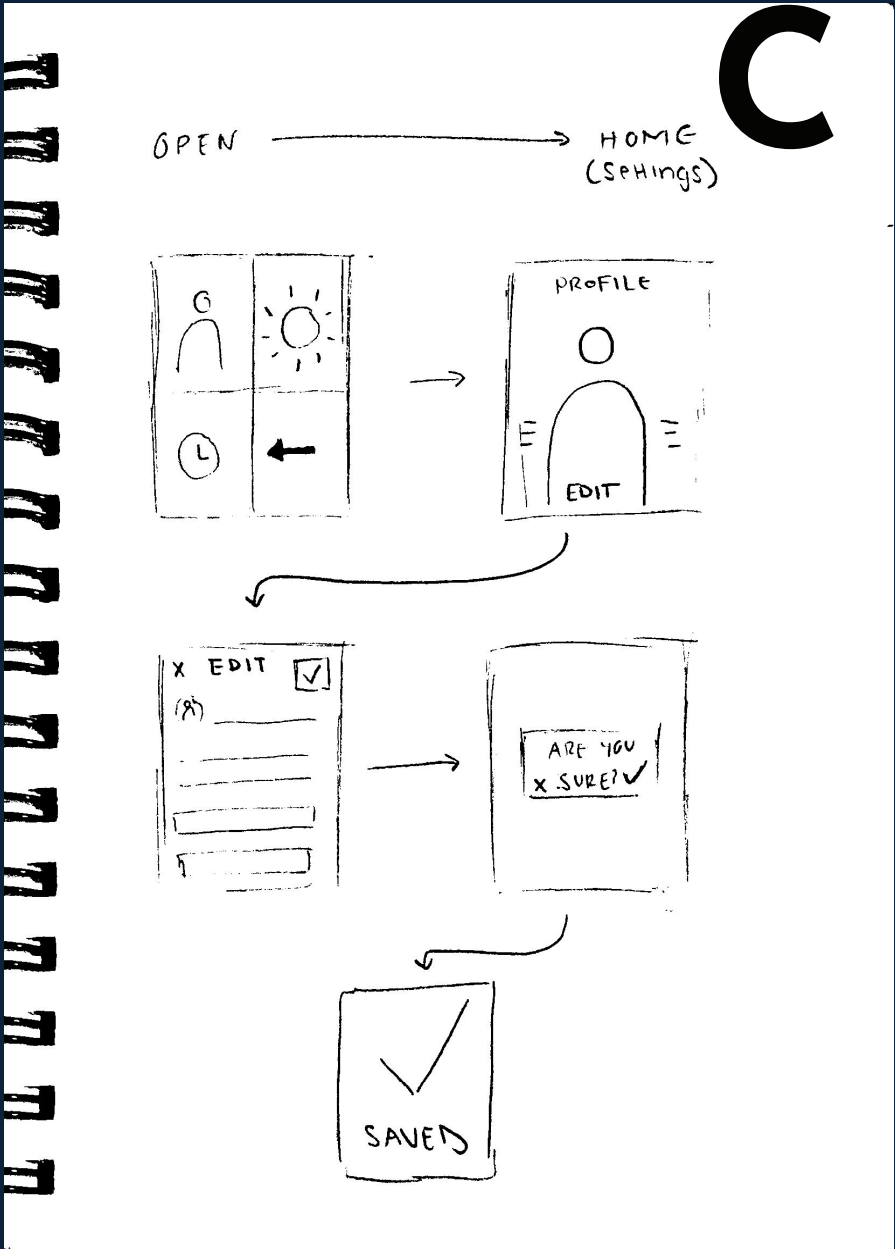 C
OPEN
HOME
(Settings)
PROFILE
EDIT
X EDIT
ARE YOU
X SURE?
SAVED